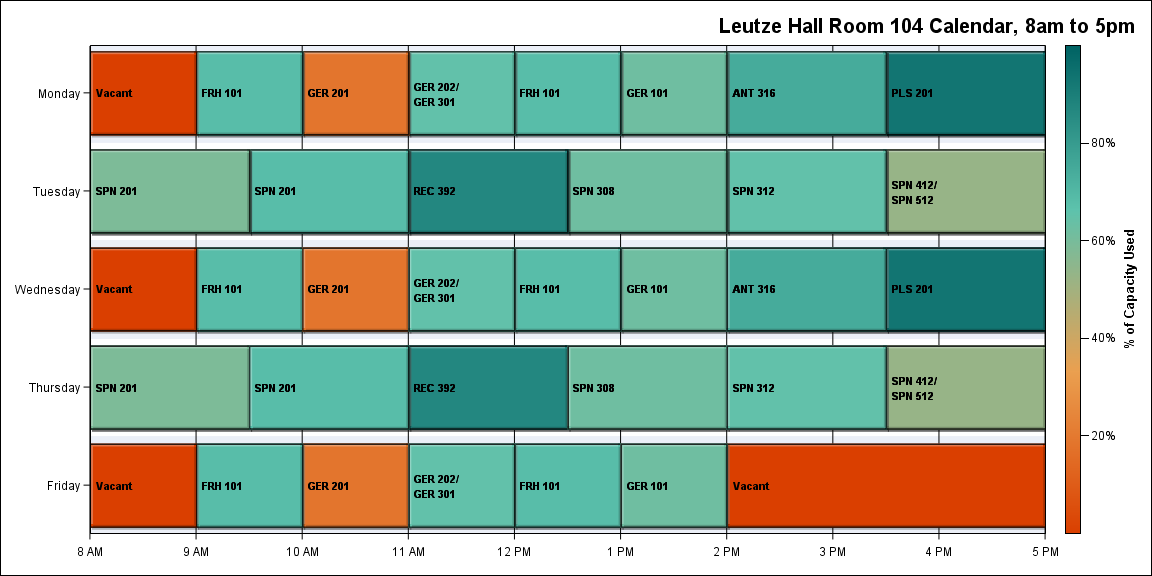 Leutze Hall Room 104 Calendar, 8am to 5pm
Monday
Vacant
FRH 101
GER 201
GER 202/
GER 301
FRH 101
GER 101
ANT 316
PLS 201
Tuesday
SPN 201
SPN 201
REC 392
SPN 308
SPN 312
SPN 412/
SPN 512
Wednesday
Vacant
FRH 101
GER 201
GER 202/
GER 301
FRH 101
GER 101
ANT 316
PLS 201
Thursday
SPN 201
SPN 201
REC 392
SPN 308
SPN 312
SPN 412/
SPN 512
Friday
Vacant
FRH 101
GER 201
GER 202/
GER 301
FRH 101
GER 101
Vacant
8 AM
9 AM
10 AM
11 AM
12 PM
1 PM
2 PM
3 PM
4 PM
5 PM
80%
60%
40%
20%
% of Capacity Used